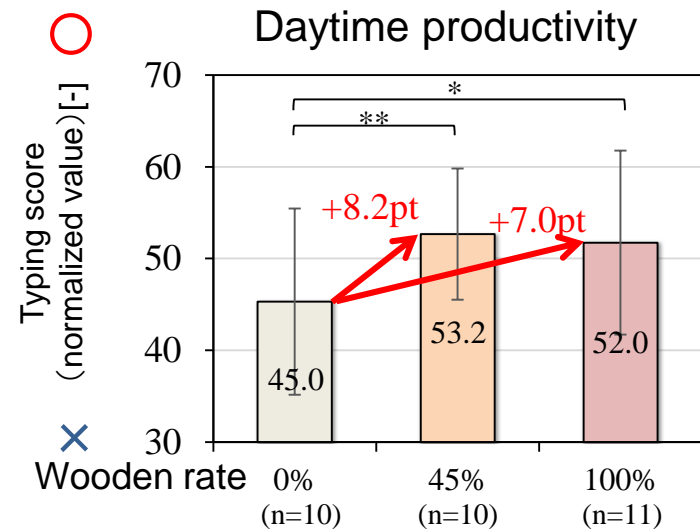 Daytime productivity
Typing score
（normalized value）[-]
70
60
50
40
30
*
**
+8.2pt
+7.0pt
45.0
53.2
52.0
Wooden rate
0%
45%
100%
(n=10)
(n=10)
(n=11)